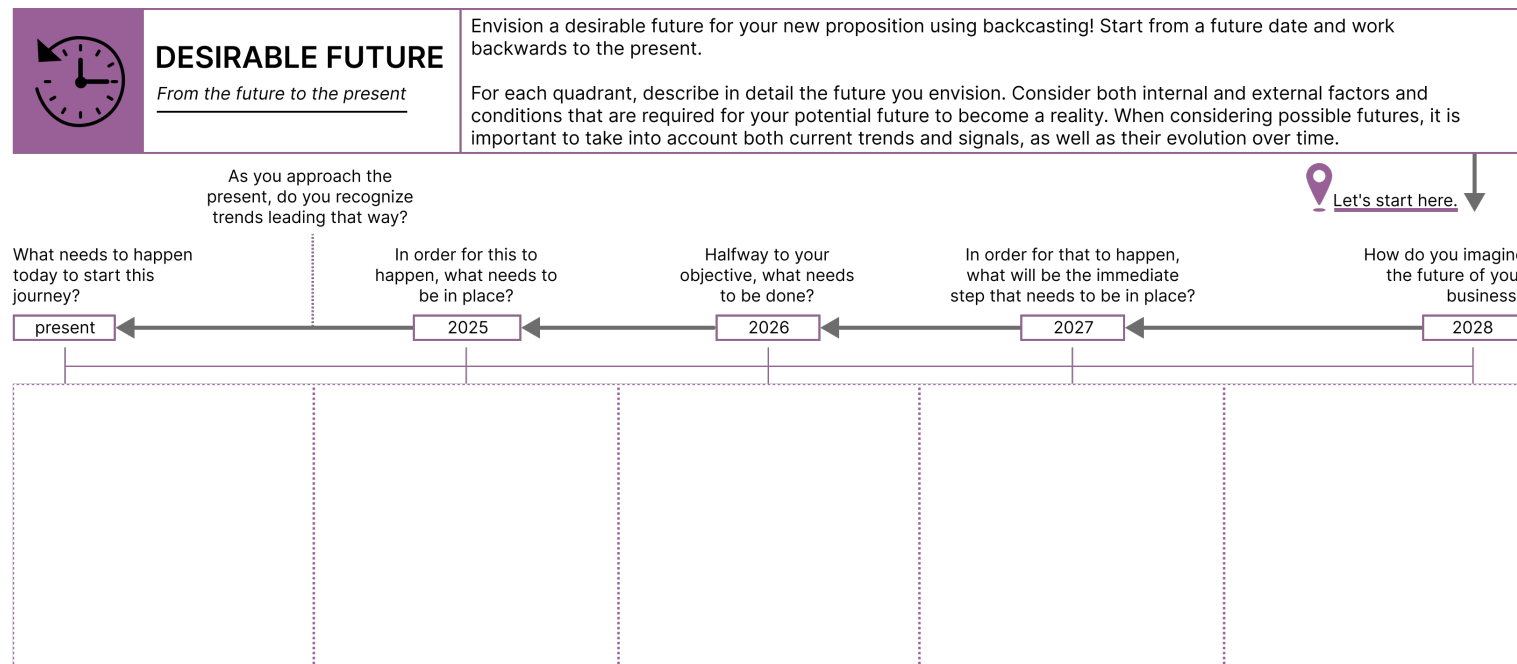 DESIRABLE FUTURE
From the future to the present
Envision a desirable future for your new proposition using backcasting! Start from a future date and work
backwards to the present.
For each quadrant, describe in detail the future you envision. Consider both internal and external factors and
conditions that are required for your potential future to become a reality. When considering possible futures, it is
important to take into account both current trends and signals, as well as their evolution over time.
As you approach the
present, do you recognize
trends leading that way?
Let's start here.
What needs to happen
today to start this
journey?
In order for this to
happen, what needs to
be in place?
Halfway to your
objective, what needs
to be done?
In order for that to happen,
what will be the immediate
step that needs to be in place?
How do you imagin
the future of you
business
present
2025
2026
2027
2028